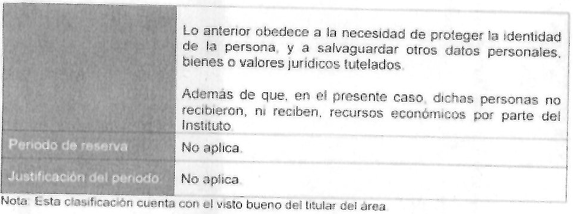 Lo anterior obedece a la necesidad de proteger la identidad
de la persona, y a salvaguardar otros datos personales,
bienes o valores jurídicos tutelados.
Además de que, en el presente caso, dichas personas no
recibieron, ni reciben, recursos económicos por parte del
Instituto.
Periodo de reserva No aplica.
Justificación del periodo No aplica.
Nota: Esta clasificación cuenta con el visto bueno del titular del área.